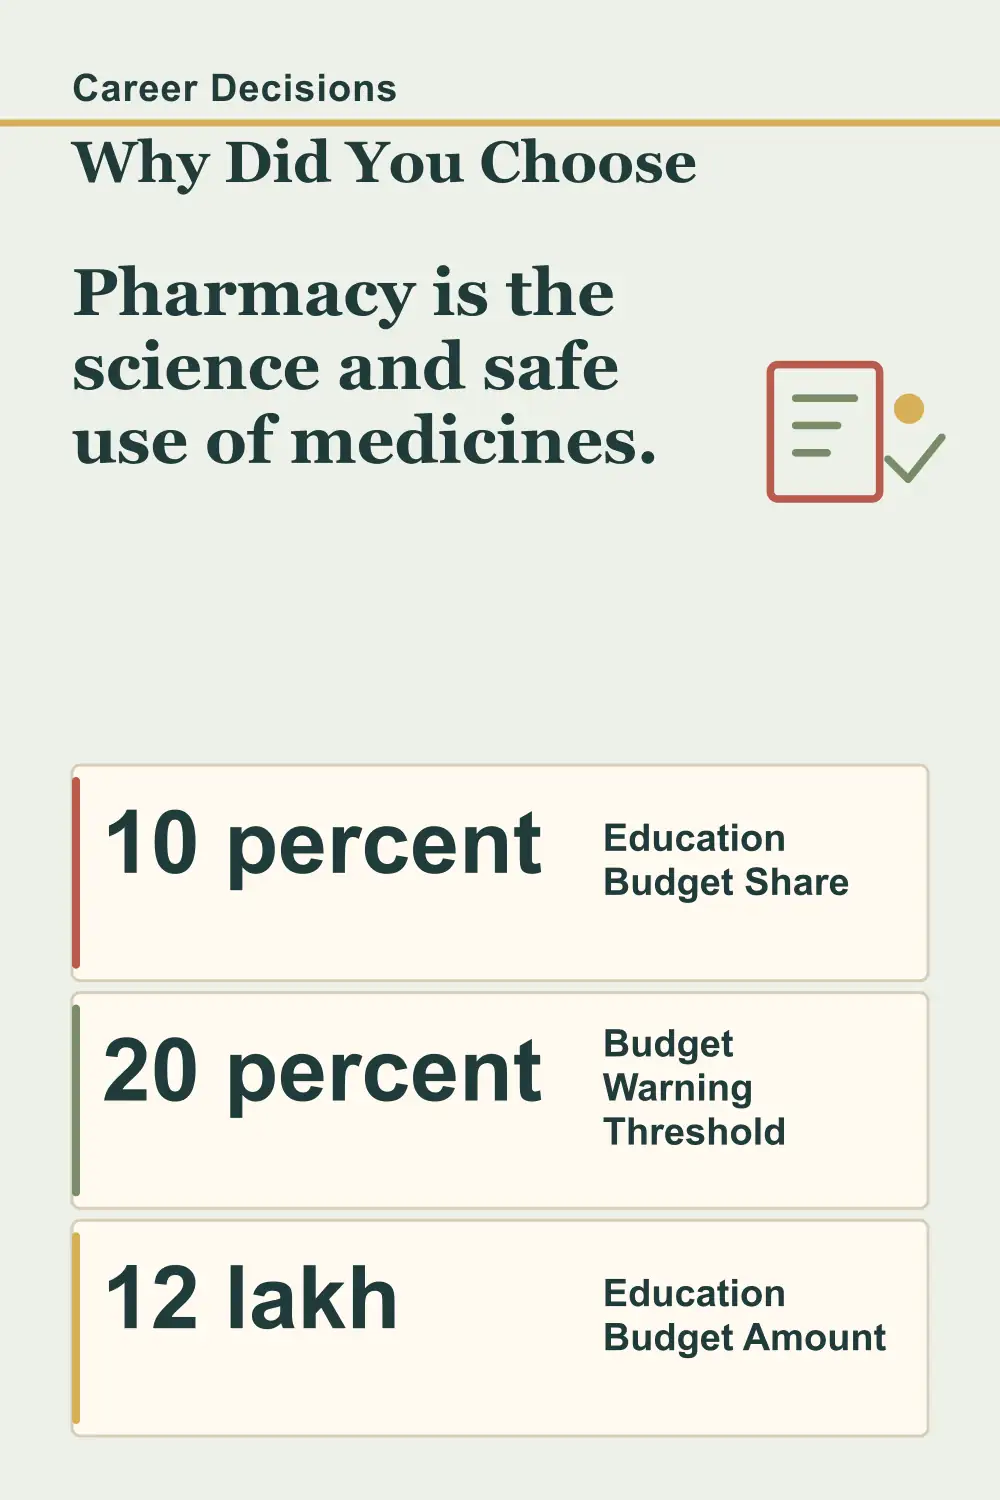 Career Decisions
Why Did You Choose
Pharmacy is the
science and safe
use of medicines.
10 percent
Education
Budget Share
20 percent
Budget
Warning
Threshold
12 lakh
Education
Budget Amount